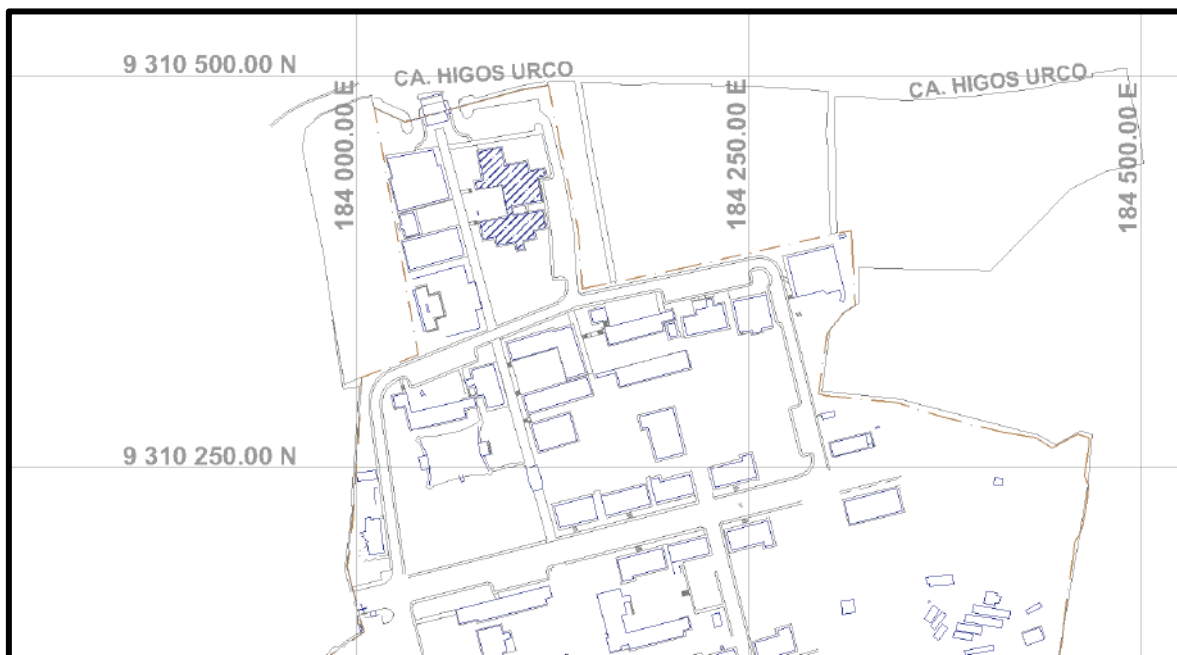 9 310 500.00 N
CA. HIGOS URCO
CA. HIGOS URCO
184 000.00 E
184 250.00 E
184 500.00 E
9 310 250.00 N